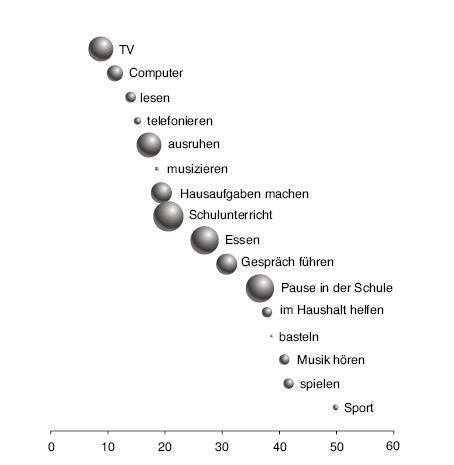 TV
Computer
lesen
telefonieren
ausruhen
musizieren
Hausaufgaben machen
Schulunterricht
Essen
Gespräch führen
Pause in der Schule
im Haushalt helfen
basteln
Musik hören
spielen
Sport
0 10 20 30 40 50 60